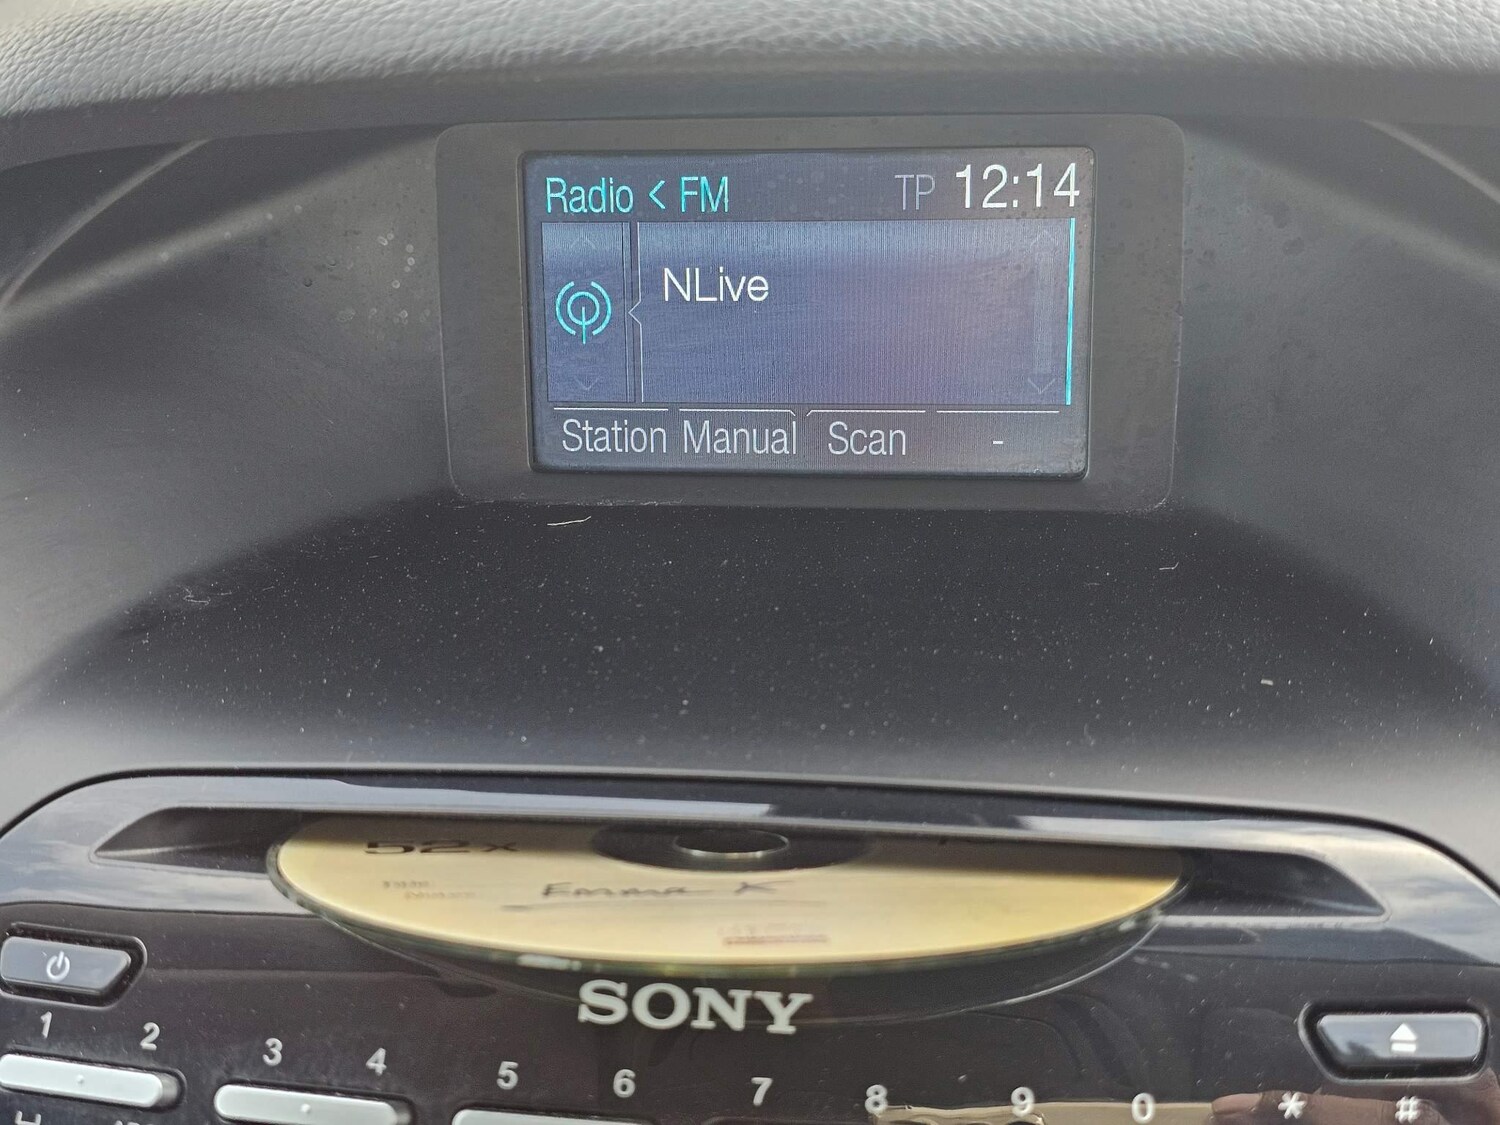 Radio < FM TP 12:14
NLive
Station Manual Scan -
52x
Emma K
SONY
1 2 3 4 5 6 7 8 9 0 * #